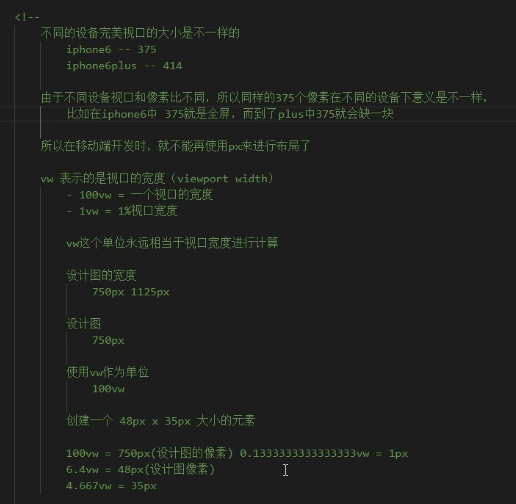 <!--
不同的设备完美视口的大小是不一样的
iphone6 -- 375
iphone6plus -- 414
由于不同设备视口和像素比不同，所以同样的375个像素在不同的设备下意义是不一样，
比如在iphone6中 375就是全屏，而到了plus中375就会缺一块
所以在移动端开发时，就不能再使用px来进行布局了
vw 表示的是视口的宽度（viewport width）
- 100vw = 一个视口的宽度
- 1vw = 1%视口宽度
vw这个单位永远相当于视口宽度进行计算
设计图的宽度
750px 1125px
设计图
750px
使用vw作为单位
100vw
创建一个 48px x 35px 大小的元素
100vw = 750px(设计图的像素) 0.1333333333333333vw = 1px
6.4vw = 48px(设计图像素)
4.667vw = 35px